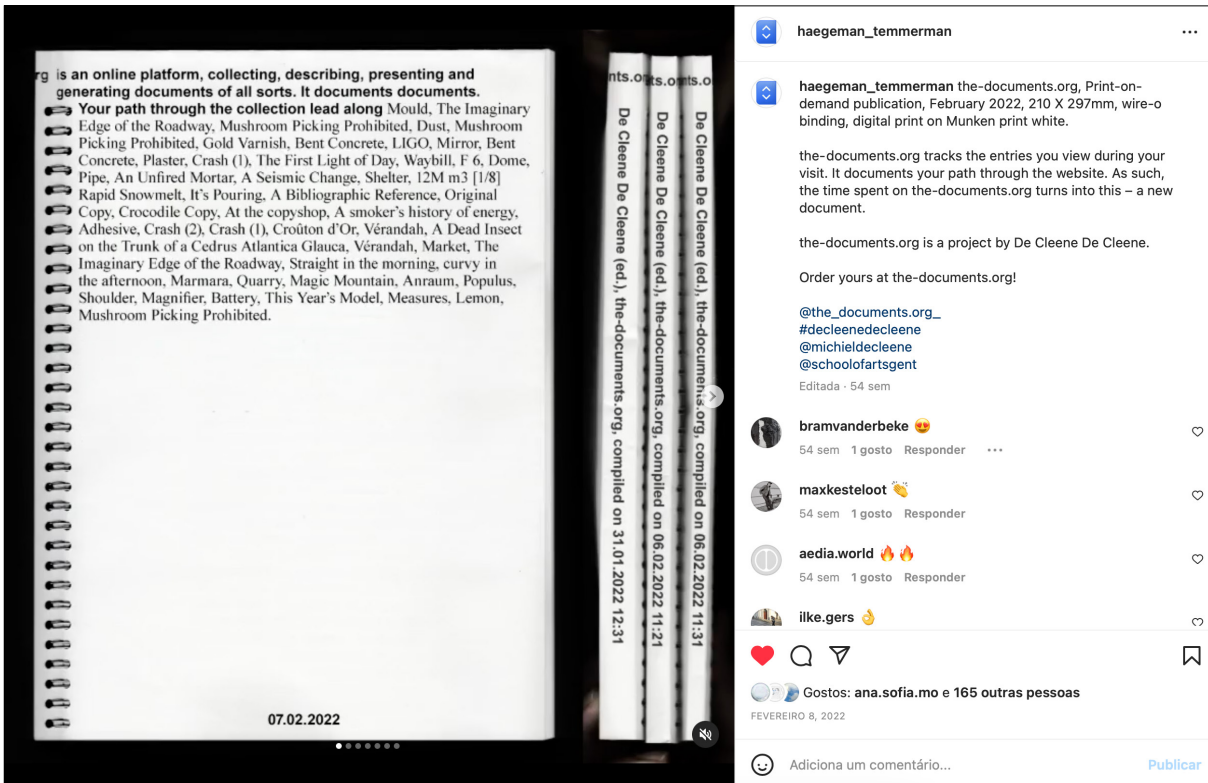 rg is an online platform, collecting, describing, presenting and
generating documents of all sorts. It documents documents.
Your path through the collection lead along Mould, The Imaginary
Edge of the Roadway, Mushroom Picking Prohibited, Dust, Mushroom
Picking Prohibited, Gold Varnish, Bent Concrete, LIGO, Mirror, Bent
Concrete, Plaster, Crash (1), The First Light of Day, Waybill, F 6, Dome,
Pipe, An Unfired Mortar, A Seismic Change, Shelter, 12M m3 [1/8]
Rapid Snowmelt, It's Pouring, A Bibliographic Reference, Original
Copy, Crocodile Copy, At the copyshop, A smoker's history of energy,
Adhesive, Crash (2), Crash (1), Croûton d'Or, Vérandah, A Dead Insect
on the Trunk of a Cedrus Atlantica Glauca, Vérandah, Market, The
Imaginary Edge of the Roadway, Straight in the morning, curvy in
the afternoon, Marmara, Quarry, Magic Mountain, Anraum, Populus,
Shoulder, Magnifier, Battery, This Year's Model, Measures, Lemon,
Mushroom Picking Prohibited.
07.02.2022
nts.o
De Cleene De Cleene (ed.), the-documents.org, compiled on 31.01.2022 12:31
ts.o
De Cleene De Cleene (ed.), the-documents.org, compiled on 06.02.2022 11:21
nts.o
De Cleene De Cleene (ed.), the-documents.org, compiled on 06.02.2022 11:31
haegeman_temmerman
haegeman_temmerman the-documents.org, Print-on-
demand publication, February 2022, 210 X 297mm, wire-o
binding, digital print on Munken print white.
the-documents.org tracks the entries you view during your
visit. It documents your path through the website. As such,
the time spent on the-documents.org turns into this – a new
document.
the-documents.org is a project by De Cleene De Cleene.
Order yours at the-documents.org!
@the_documents.org_
#decleenedecleene
@michieldecleene
@schoolofartsgent
Editada · 54 sem
bramvanderbeke 😍
54 sem 1 gosto Responder
maxkesteloot 👏
54 sem 1 gosto Responder
aedia.world 🔥🔥
54 sem 1 gosto Responder
ilke.gers 👌
Gostos: ana.sofia.mo e 165 outras pessoas
FEVEREIRO 8, 2022
Adiciona um comentário...
Publicar